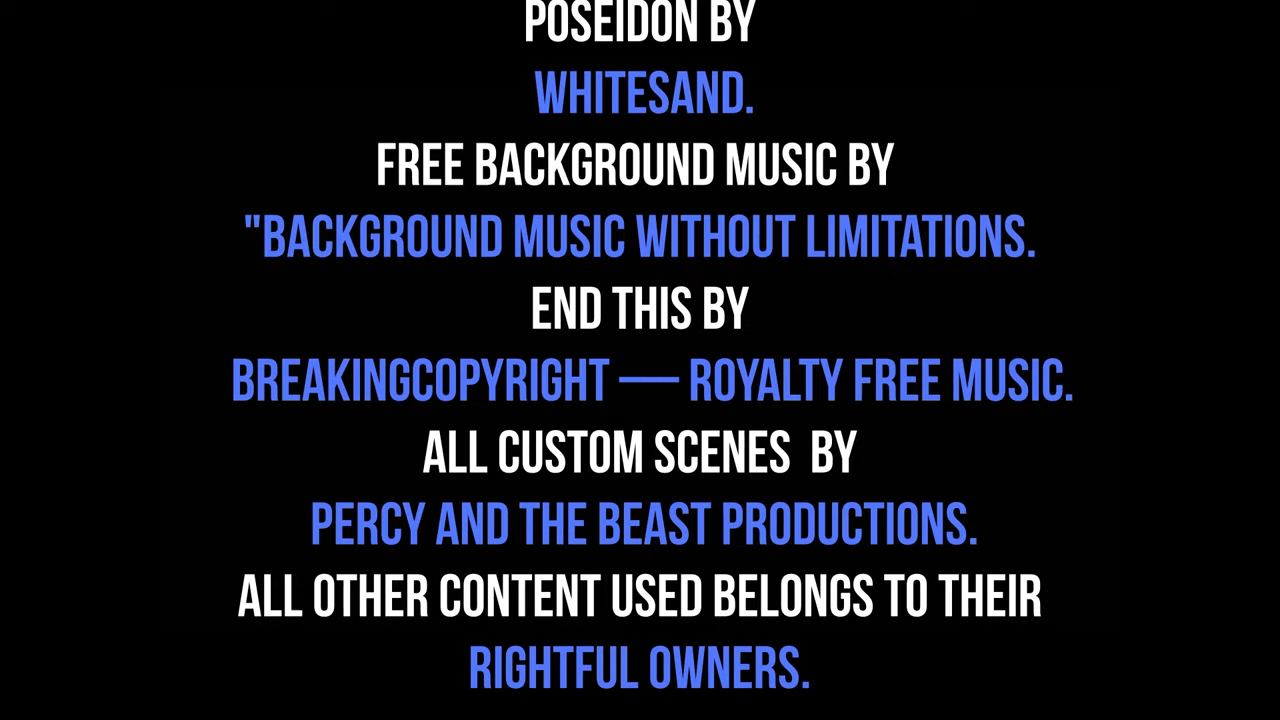 POSEIDON BY
WHITESAND.
FREE BACKGROUND MUSIC BY
"BACKGROUND MUSIC WITHOUT LIMITATIONS.
END THIS BY
BREAKINGCOPYRIGHT — ROYALTY FREE MUSIC.
ALL CUSTOM SCENES  BY
PERCY AND THE BEAST PRODUCTIONS.
ALL OTHER CONTENT USED BELONGS TO THEIR
RIGHTFUL OWNERS.